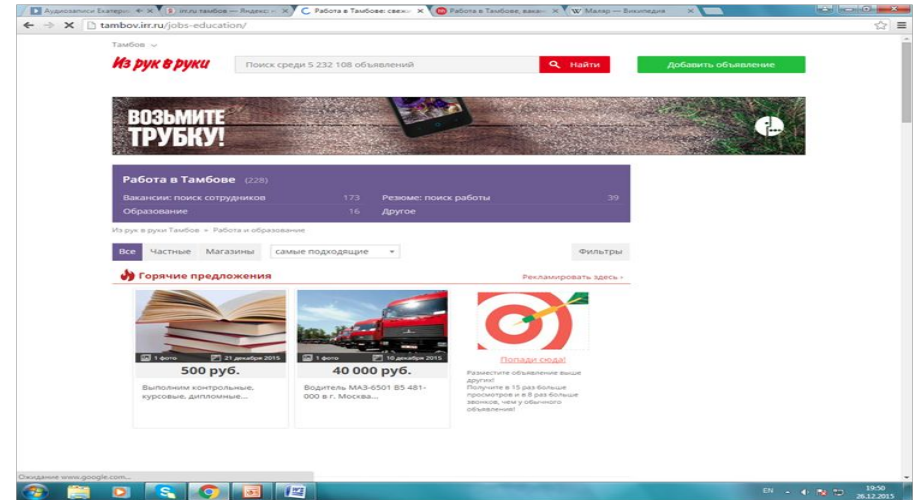 Аудиозаписи Екатери
irr.ru тамбов — Яндекс:
Работа в Тамбове: свеж
Работа в Тамбове, вакан
Маляр — Википедия
tambov.irr.ru/jobs-education/
Тамбов
Из рук в руки
Поиск среди 5 232 108 объявлений
Найти
Добавить объявление
ВОЗЬМИТЕ
ТРУБКУ!
Работа в Тамбове (228)
Вакансии: поиск сотрудников 173 Резюме: поиск работы 39
Образование 16 Другое
Из рук в руки Тамбов » Работа и образование
Все Частные Магазины самые подходящие Фильтры
Горячие предложения Рекламировать здесь ›
1 фото 21 декабря 2015
500 руб.
Выполним контрольные,
курсовые, дипломные...
1 фото 10 декабря 2015
40 000 руб.
Водитель МАЗ-6501 В5 481-
000 в г. Москва...
Попади сюда!
Разместите объявление выше
других!
Получите в 15 раз больше
просмотров и в 8 раз больше
звонков, чем у обычного
объявления!
Ожидание www.google.com...
EN
19:50
26.12.2015